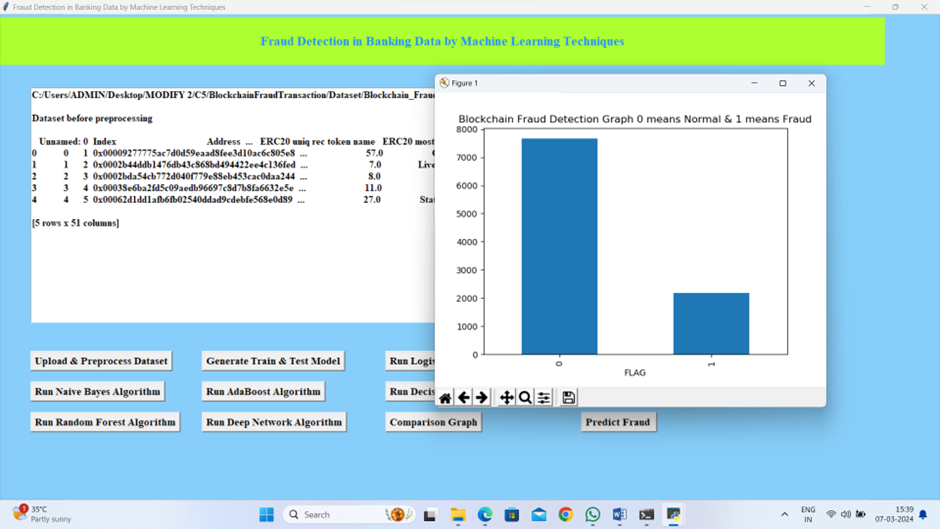 Fraud Detection in Banking Data by Machine Learning Techniques
Fraud Detection in Banking Data by Machine Learning Techniques
C:/Users/ADMIN/Desktop/MODIFY 2/C5/BlockchainFraudTransaction/Dataset/Blockchain_Frau
Dataset before preprocessing
Unnamed: 0 Index Address ... ERC20 uniq rec token name ERC20 most
0 0 1 0x00009277775ac7d0d59eaad8fee3d10ac6c805e8 ... 57.0
1 1 2 0x0002b44ddb1476db43c868bd494422ee4c136fed ... 7.0 Live
2 2 3 0x0002bda54cb772d040f779e88eb453cac0daa244 ... 8.0
3 3 4 0x00038e6ba2fd5c09aedb96697c8d7b8fa6632e5e ... 11.0
4 4 5 0x00062d1dd1afb6fb02540ddad9cdebfe568e0d89 ... 27.0 Stat
[5 rows x 51 columns]
Figure 1
Blockchain Fraud Detection Graph 0 means Normal & 1 means Fraud
8000
7000
6000
5000
4000
3000
2000
1000
0
0 1
FLAG
Upload & Preprocess Dataset
Generate Train & Test Model
Run Logis
Run Naive Bayes Algorithm
Run AdaBoost Algorithm
Run Decis
Run Random Forest Algorithm
Run Deep Network Algorithm
Comparison Graph
Predict Fraud
1
35°C
Partly sunny
Search
ENG
IN
15:39
07-03-2024